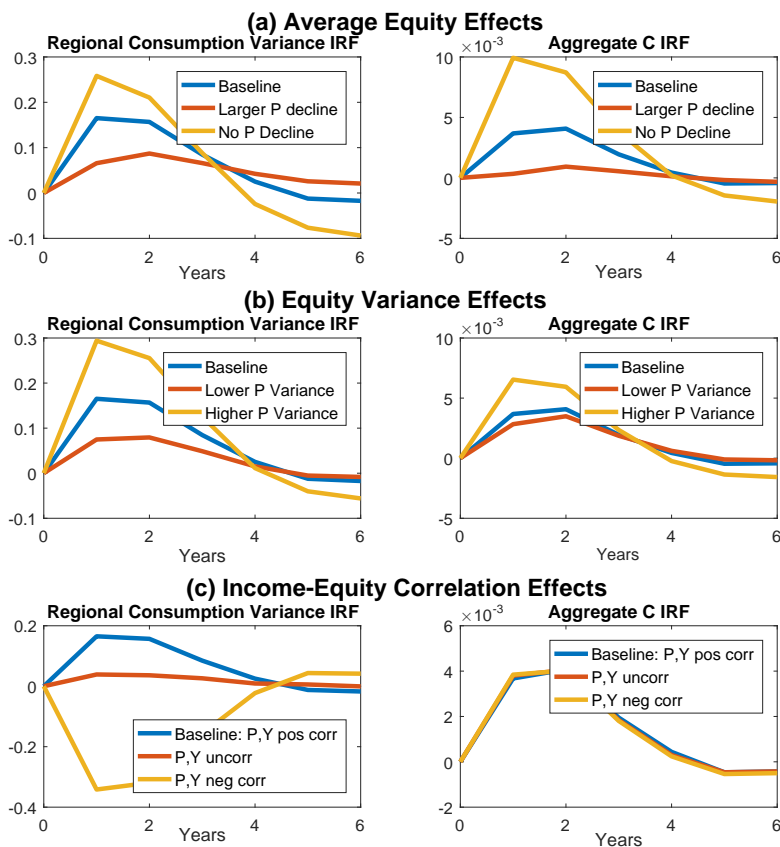 (a) Average Equity Effects
Regional Consumption Variance IRF
0.3
0.2
0.1
0
-0.1
0 2 4 6
Years
Baseline
Larger P decline
No P Decline
Aggregate C IRF
×10⁻³
10
5
0
-5
0 2 4 6
Years
Baseline
Larger P decline
No P Decline
(b) Equity Variance Effects
Regional Consumption Variance IRF
0.3
0.2
0.1
0
-0.1
0 2 4 6
Years
Baseline
Lower P Variance
Higher P Variance
Aggregate C IRF
×10⁻³
10
5
0
-5
0 2 4 6
Years
Baseline
Lower P Variance
Higher P Variance
(c) Income-Equity Correlation Effects
Regional Consumption Variance IRF
0.2
0
-0.2
-0.4
0 2 4 6
Years
Baseline: P,Y pos corr
P,Y uncorr
P,Y neg corr
Aggregate C IRF
×10⁻³
6
4
2
0
-2
0 2 4 6
Years
Baseline: P,Y pos corr
P,Y uncorr
P,Y neg corr